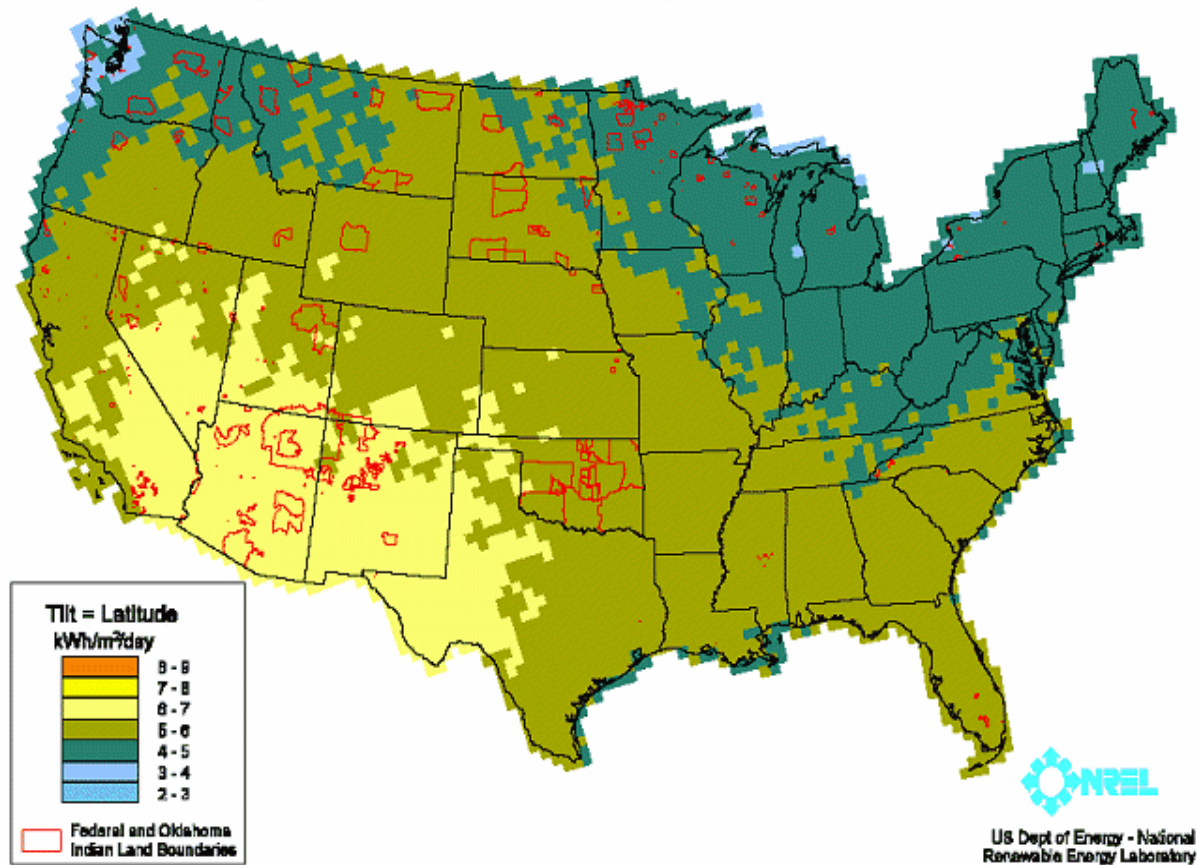 Tilt = Latitude
kWh/m²/day
8 - 9
7 - 8
6 - 7
5 - 6
4 - 5
3 - 4
2 - 3
Federal and Oklahoma
Indian Land Boundaries
NREL
US Dept of Energy - National
Renewable Energy Laboratory